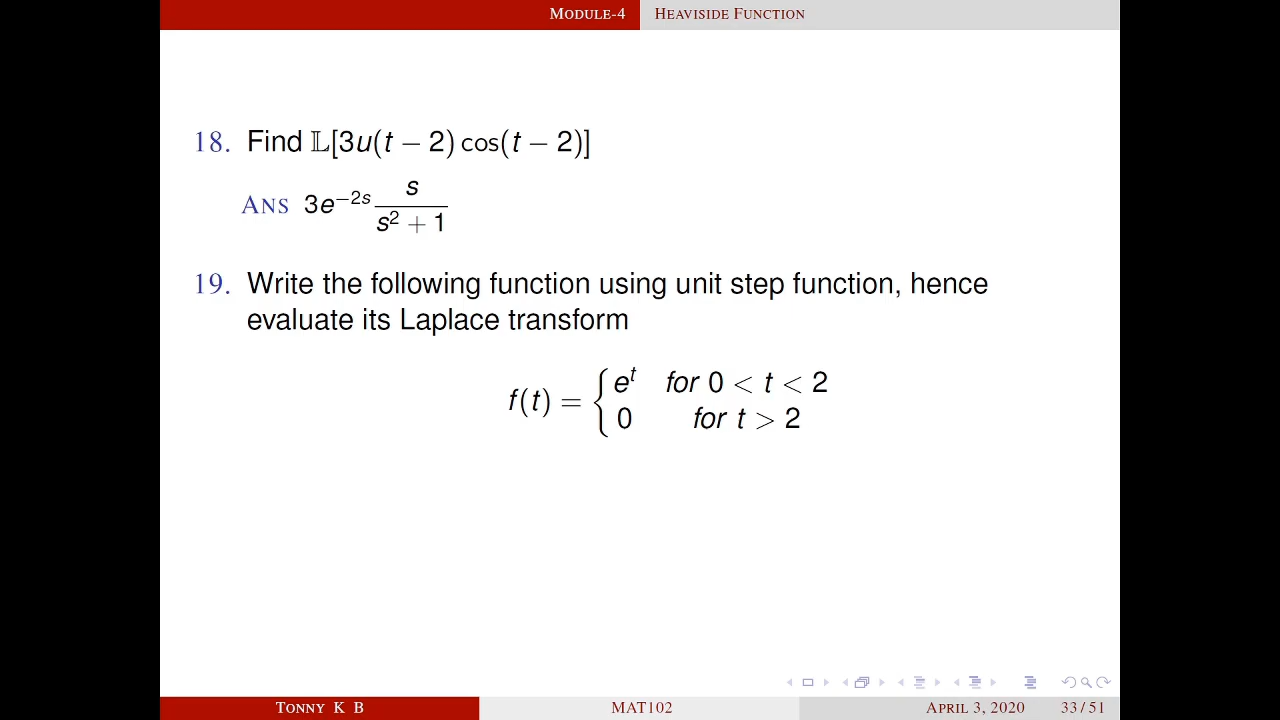 MODULE-4 HEAVISIDE FUNCTION
18. Find 𝕃[3u(t − 2) cos(t − 2)]
ANS 3e^{−2s} \frac{s}{s^2 + 1}
19. Write the following function using unit step function, hence
evaluate its Laplace transform
f(t) = { e^t for 0 < t < 2
0 for t > 2
TONNY K B MAT102 APRIL 3, 2020 33/51